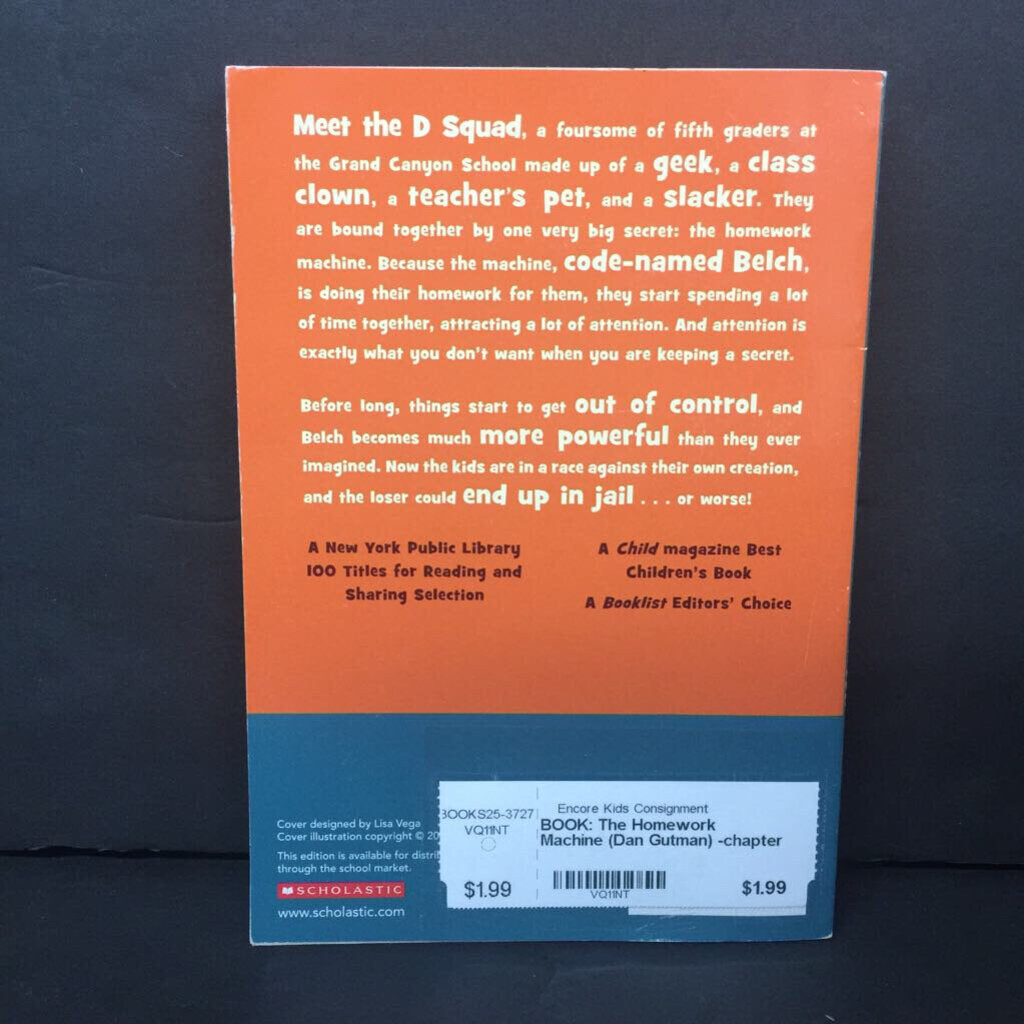 Meet the D Squad, a foursome of fifth graders at
the Grand Canyon School made up of a geek, a class
clown, a teacher's pet, and a slacker. They
are bound together by one very big secret: the homework
machine. Because the machine, code-named Belch,
is doing their homework for them, they start spending a lot
of time together, attracting a lot of attention. And attention is
exactly what you don't want when you are keeping a secret.
Before long, things start to get out of control, and
Belch becomes much more powerful than they ever
imagined. Now the kids are in a race against their own creation,
and the loser could end up in jail . . . or worse!
A New York Public Library
100 Titles for Reading and
Sharing Selection
A Child magazine Best
Children's Book
A Booklist Editors' Choice
Cover designed by Lisa Vega
Cover illustration copyright © 20
This edition is available for
through the school market.
SCHOLASTIC
www.scholastic.com
BOOKS25-3727
VQ11NT
$1.99
Encore Kids Consignment
BOOK: The Homework
Machine (Dan Gutman) -chapter
VQ11NT
$1.99